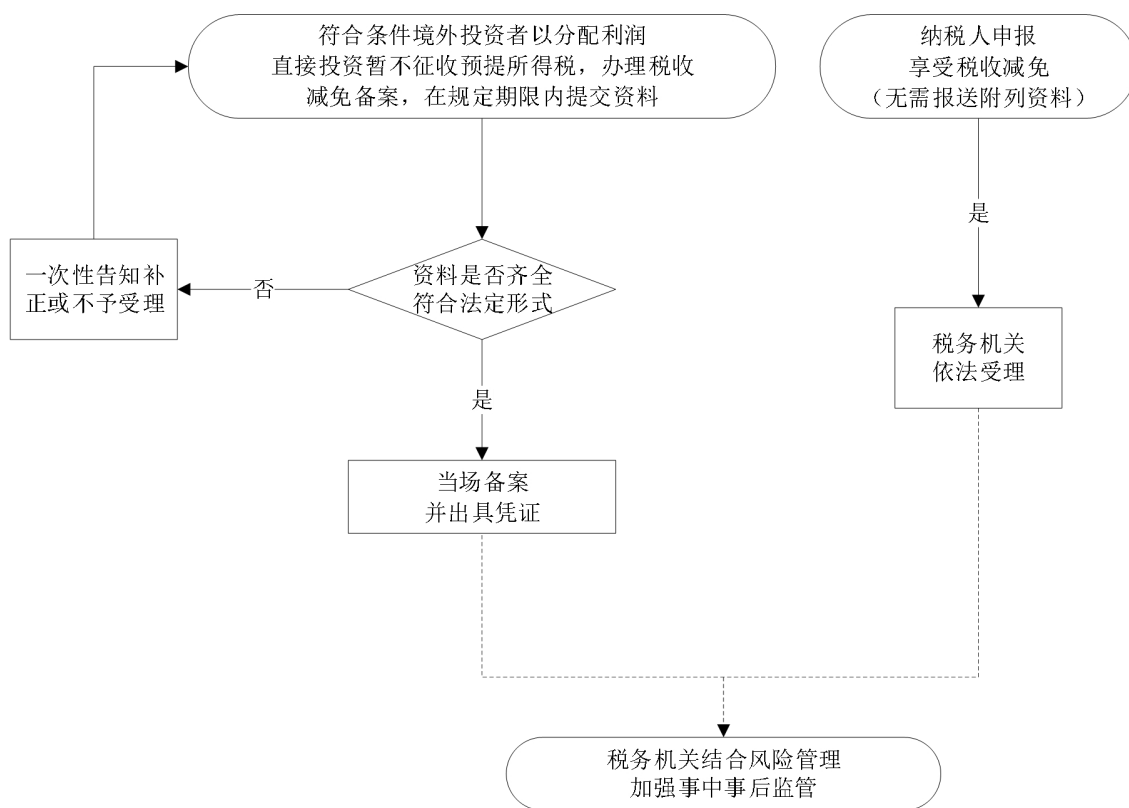 符合条件境外投资者以分配利润
直接投资暂不征收预提所得税，办理税收
减免备案，在规定期限内提交资料
纳税人申报
享受税收减免
（无需报送附列资料）
是
一次性告知补
正或不予受理
否
资料是否齐全
符合法定形式
税务机关
依法受理
是
当场备案
并出具凭证
税务机关结合风险管理
加强事中事后监管